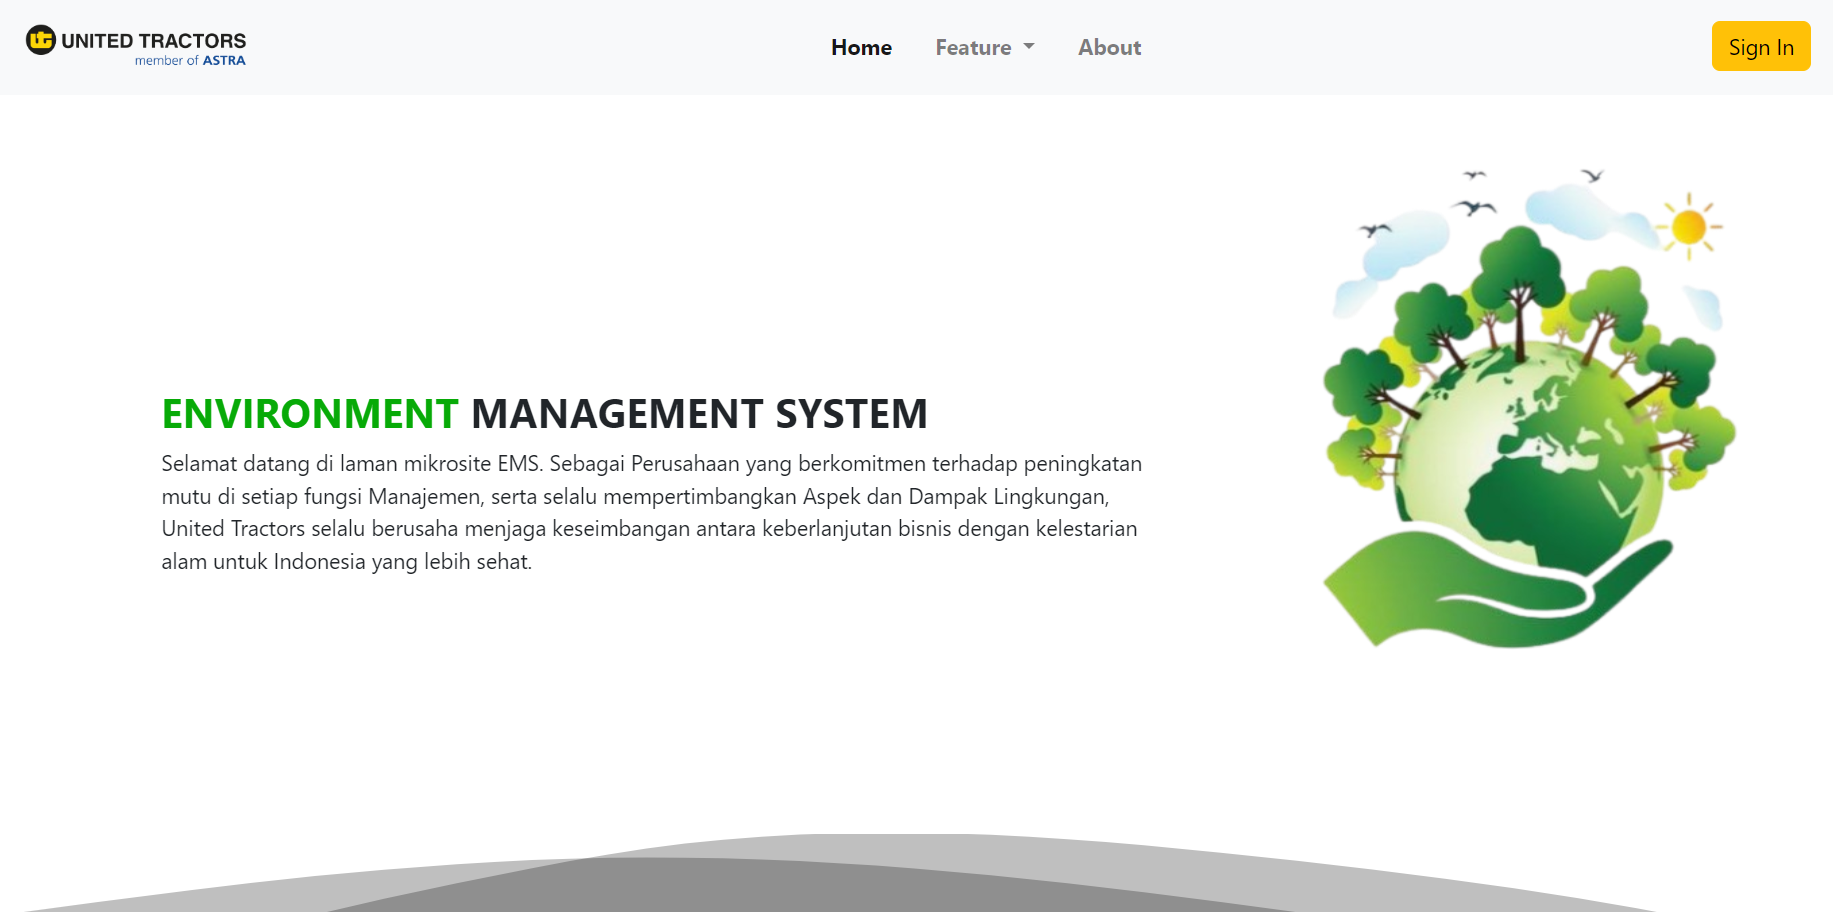 UNITED TRACTORS
member of ASTRA
Home
Feature
About
Sign In
ENVIRONMENT MANAGEMENT SYSTEM
Selamat datang di laman mikrosite EMS. Sebagai Perusahaan yang berkomitmen terhadap peningkatan
mutu di setiap fungsi Manajemen, serta selalu mempertimbangkan Aspek dan Dampak Lingkungan,
United Tractors selalu berusaha menjaga keseimbangan antara keberlanjutan bisnis dengan kelestarian
alam untuk Indonesia yang lebih sehat.